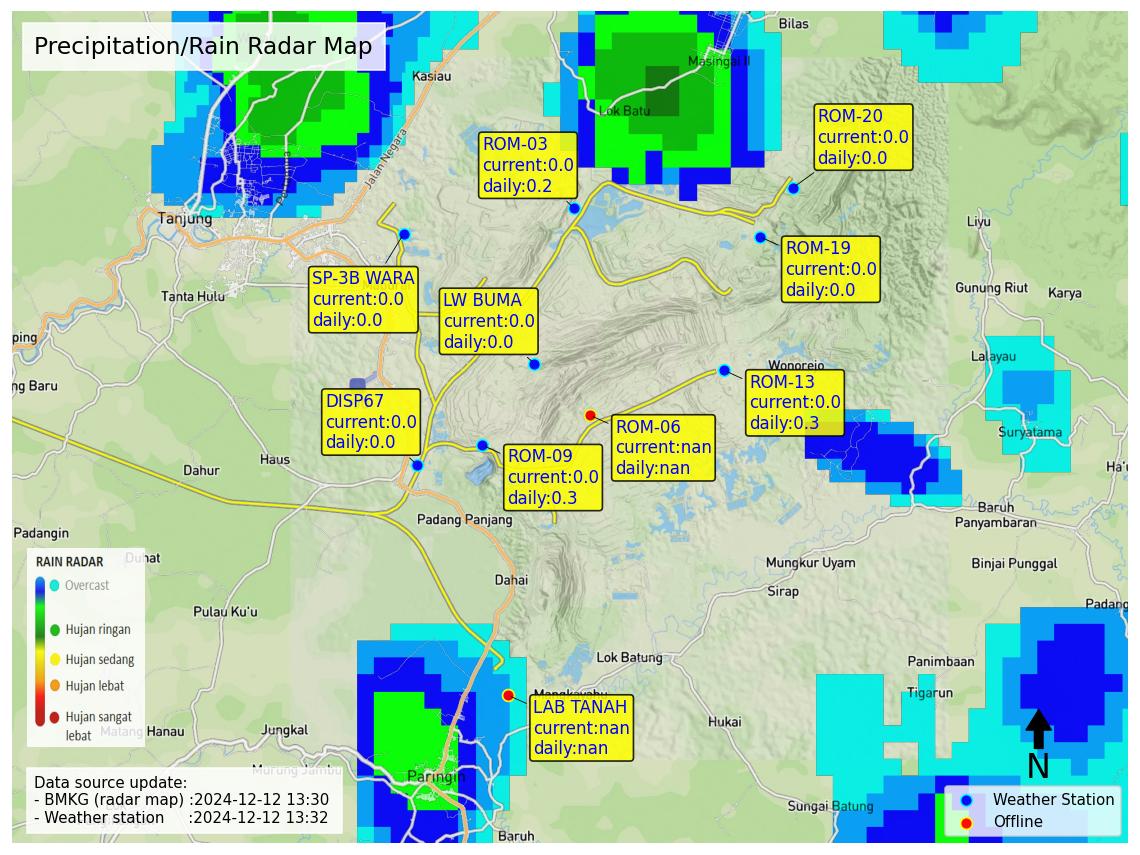 Precipitation/Rain Radar Map
Bilas
Kasiau
Masingai II
Lok Batu
Jalan Negara
ROM-03
current:0.0
daily:0.2
ROM-20
current:0.0
daily:0.0
Tanjung
Liyu
ROM-19
current:0.0
daily:0.0
SP-3B WARA
current:0.0
daily:0.0
Tanta Hulu
LW BUMA
current:0.0
daily:0.0
Gunung Riut
Karya
ping
Lalayau
Wonorejo
ng Baru
ROM-13
current:0.0
daily:0.3
DISP67
current:0.0
daily:0.0
ROM-06
current:nan
daily:nan
Suryatama
Haus
Dahur
ROM-09
current:0.0
daily:0.3
Ha'u
Baruh
Panyambaran
Padang Panjang
Padangin
Duhat
RAIN RADAR
Overcast
Hujan ringan
Hujan sedang
Hujan lebat
Hujan sangat
lebat
Mungkur Uyam
Binjai Punggal
Dahai
Sirap
Padang
Pulau Ku'u
Lok Batung
Panimbaan
Tigarun
Mangkayahu
LAB TANAH
current:nan
daily:nan
Hukai
Matang Hanau
Jungkal
Murung Jambu
Paringin
N
Data source update:
- BMKG (radar map) :2024-12-12 13:30
- Weather station :2024-12-12 13:32
Sungai Batung
Weather Station
Offline
Baruh